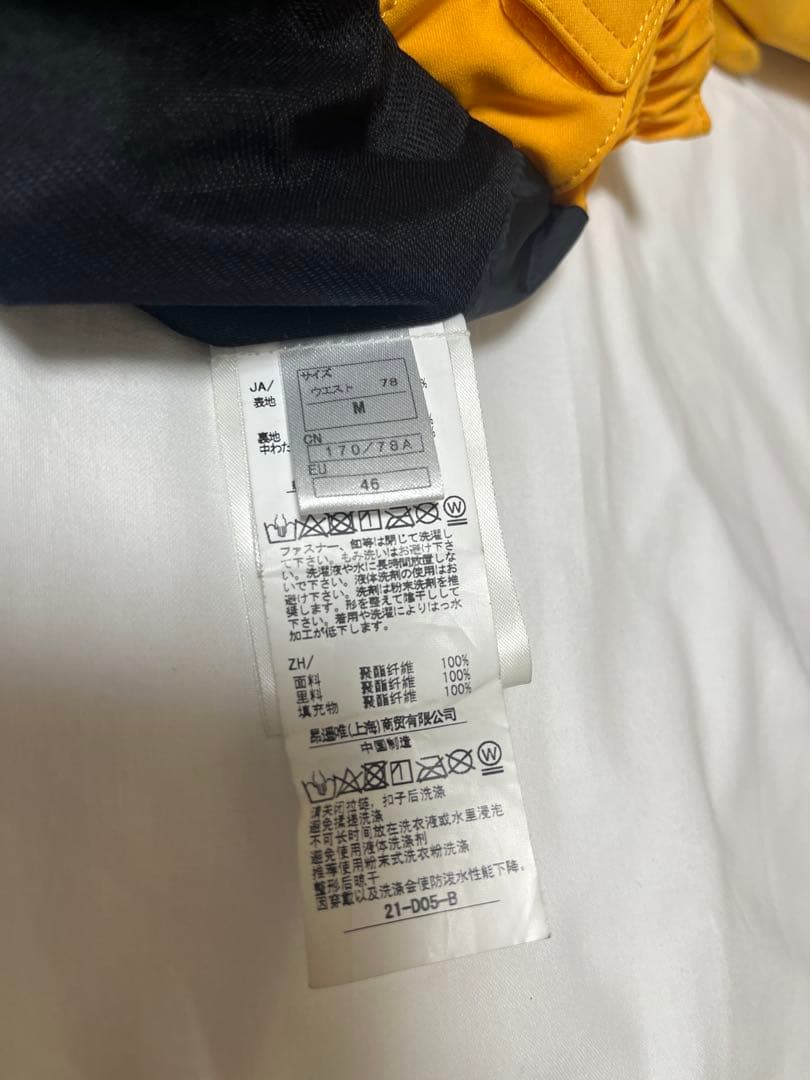 サイズ
ウエスト 78
M
CN
170/78A
EU
46
JA/
表地 %
裏地
中わた %
W
ファスナー、釦等は閉じて洗濯し
て下さい。もみ洗いはお避け下さ
い。洗濯液や水に長時間放置しな
いで下さい。液体洗剤の使用はお
避け下さい。洗剤は粉末洗剤を推
奨します。形を整えて陰干しして
下さい。着用や洗濯によりはっ水
加工が低下します。
ZH/
面料 聚酯纤维 100%
里料 聚酯纤维 100%
填充物 聚酯纤维 100%
昂遥唯(上海)商贸有限公司
中国制造
W
请关闭拉链，扣子后洗涤
避免揉搓洗涤
不可长时间放在洗衣液或水里浸泡
避免使用液体洗涤剂
推荐使用粉末式洗衣粉洗涤
整形后晾干
因穿戴以及洗涤会使防泼水性能下降。
21-D05-B